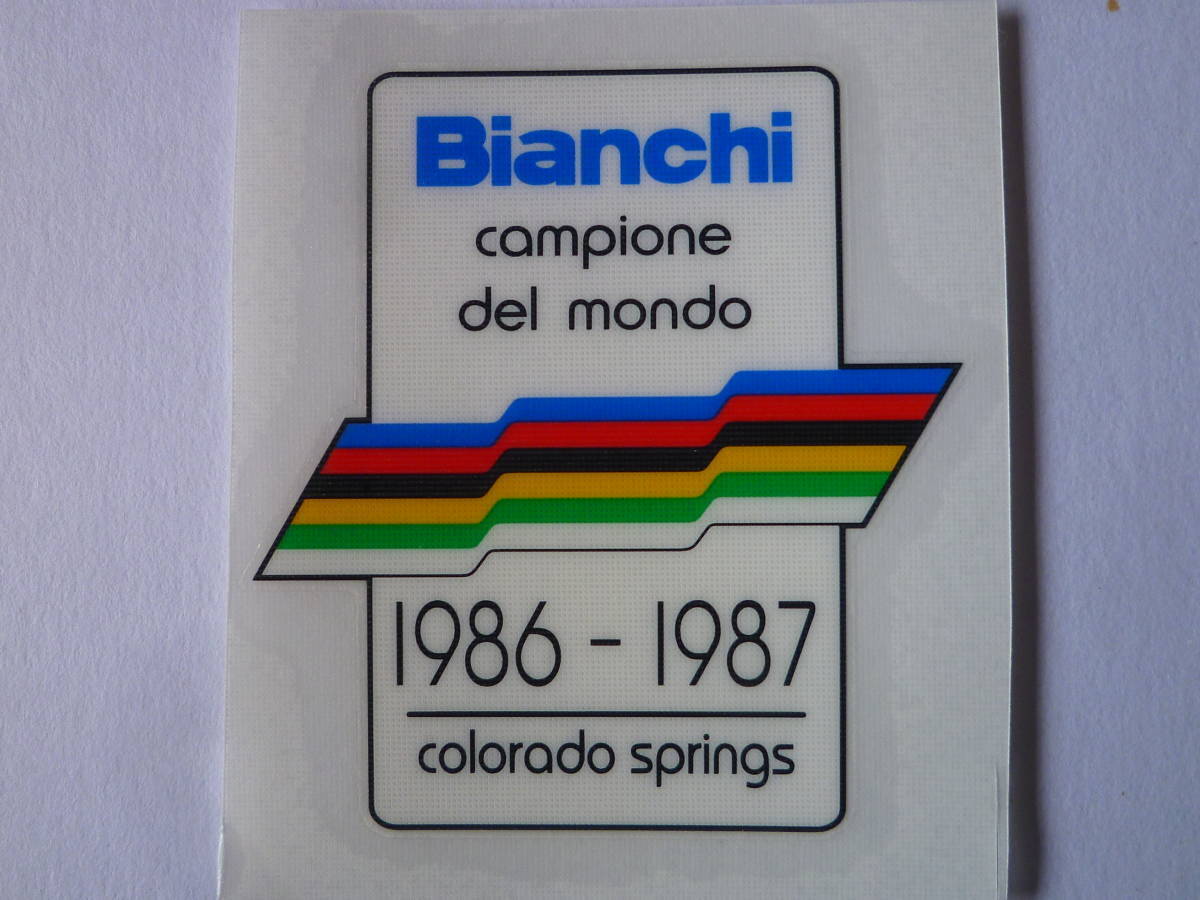 Bianchi
campione
del mondo
1986 - 1987
colorado springs